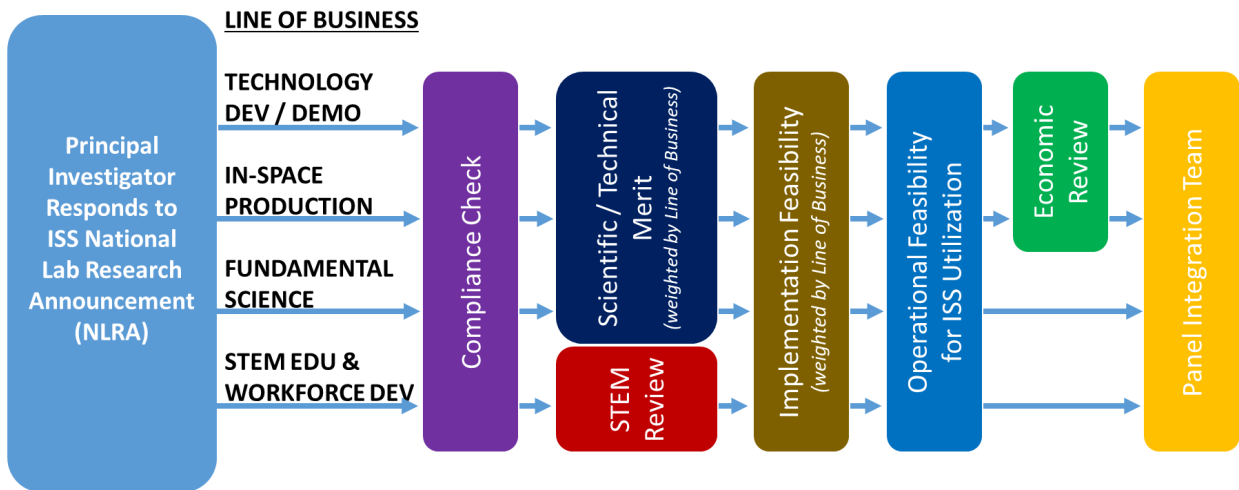 LINE OF BUSINESS
Principal
Investigator
Responds to
ISS National
Lab Research
Announcement
(NLRA)
TECHNOLOGY
DEV / DEMO
IN-SPACE
PRODUCTION
FUNDAMENTAL
SCIENCE
STEM EDU &
WORKFORCE DEV
Compliance Check
Scientific / Technical
Merit
(weighted by Line of Business)
STEM
Review
Implementation Feasibility
(weighted by Line of Business)
Operational Feasibility
for ISS Utilization
Economic
Review
Panel Integration Team